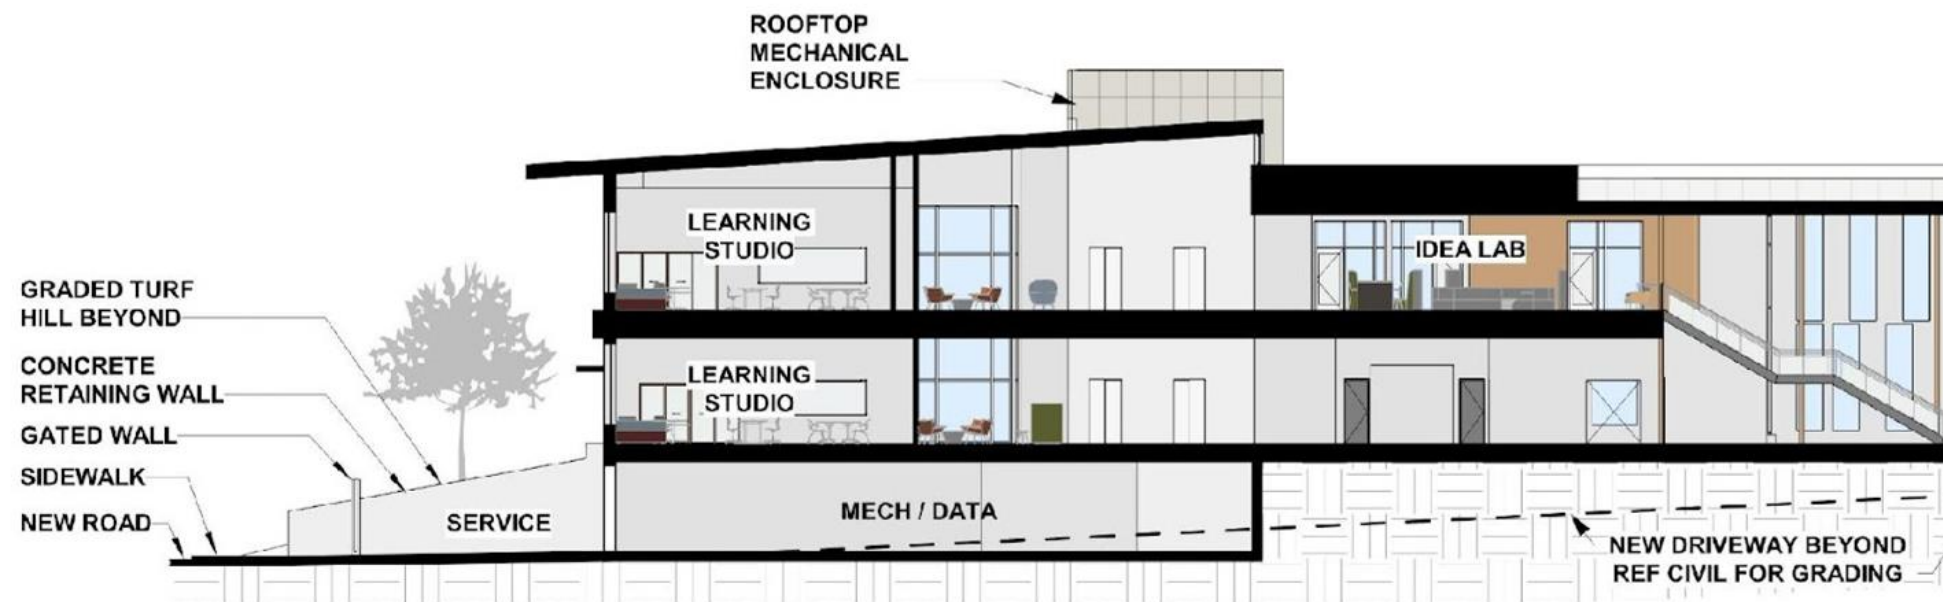 ROOFTOP
MECHANICAL
ENCLOSURE
LEARNING
STUDIO
IDEA LAB
GRADED TURF
HILL BEYOND
CONCRETE
RETAINING WALL
LEARNING
STUDIO
GATED WALL
SIDEWALK
NEW ROAD
SERVICE
MECH / DATA
NEW DRIVEWAY BEYOND
REF CIVIL FOR GRADING